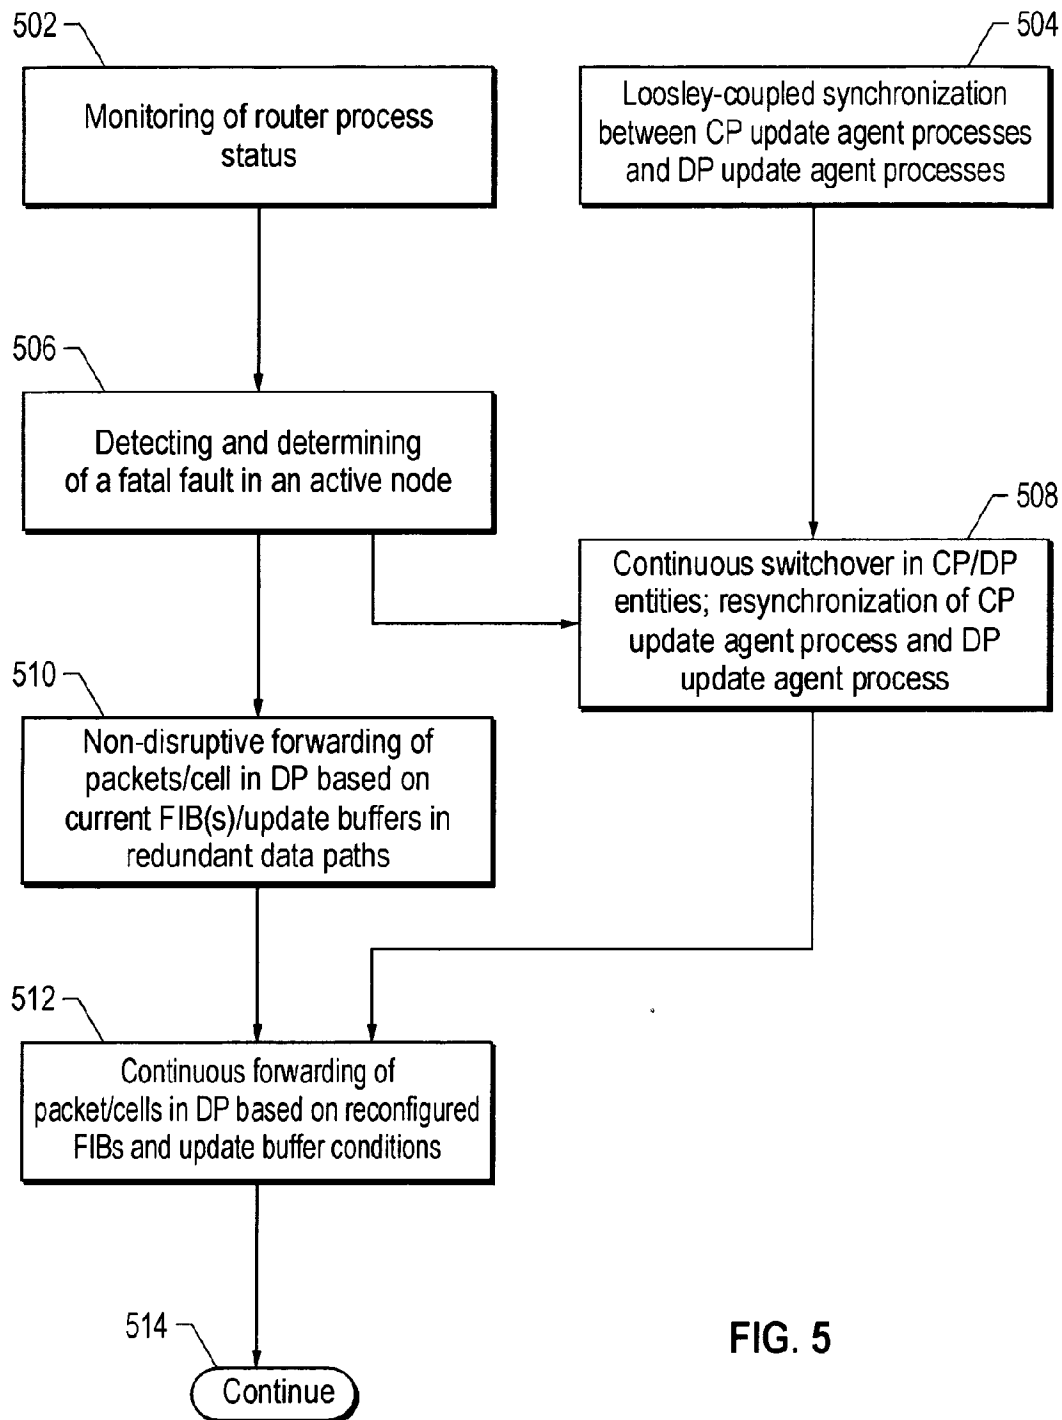 502
Monitoring of router process
status
504
Loosley-coupled synchronization
between CP update agent processes
and DP update agent processes
506
Detecting and determining
of a fatal fault in an active node
508
Continuous switchover in CP/DP
entities; resynchronization of CP
update agent process and DP
update agent process
510
Non-disruptive forwarding of
packets/cell in DP based on
current FIB(s)/update buffers in
redundant data paths
512
Continuous forwarding of
packet/cells in DP based on reconfigured
FIBs and update buffer conditions
514
Continue
FIG. 5